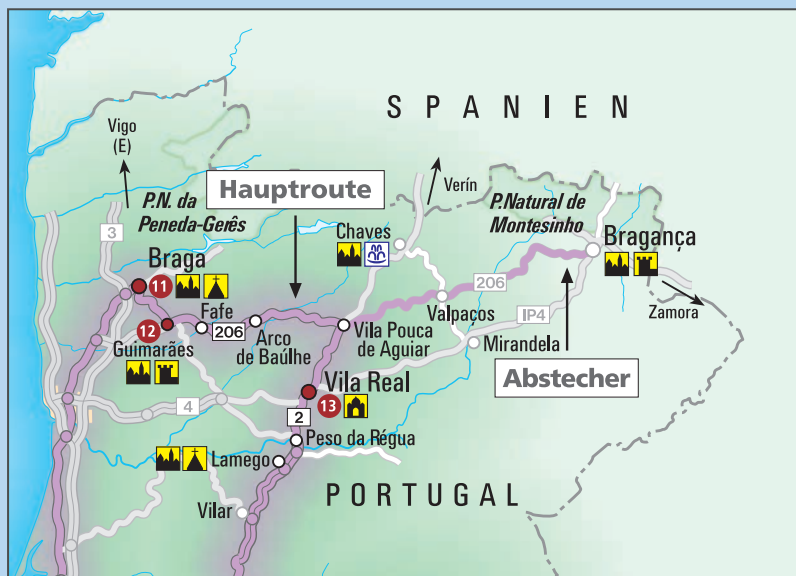 SPANIEN
Vigo
(E)
Verín
Hauptroute
P.N. da
Peneda-Gerês
P.Natural de
Montesinho
3
Chaves
Bragança
Braga
11
206
Zamora
Fafe
Valpaços
IP4
12
206
Arco
de Baúlhe
Vila Pouca
de Aguiar
Guimarães
Mirandela
Abstecher
Vila Real
13
4
2
Peso da Régua
Lamego
PORTUGAL
Vilar